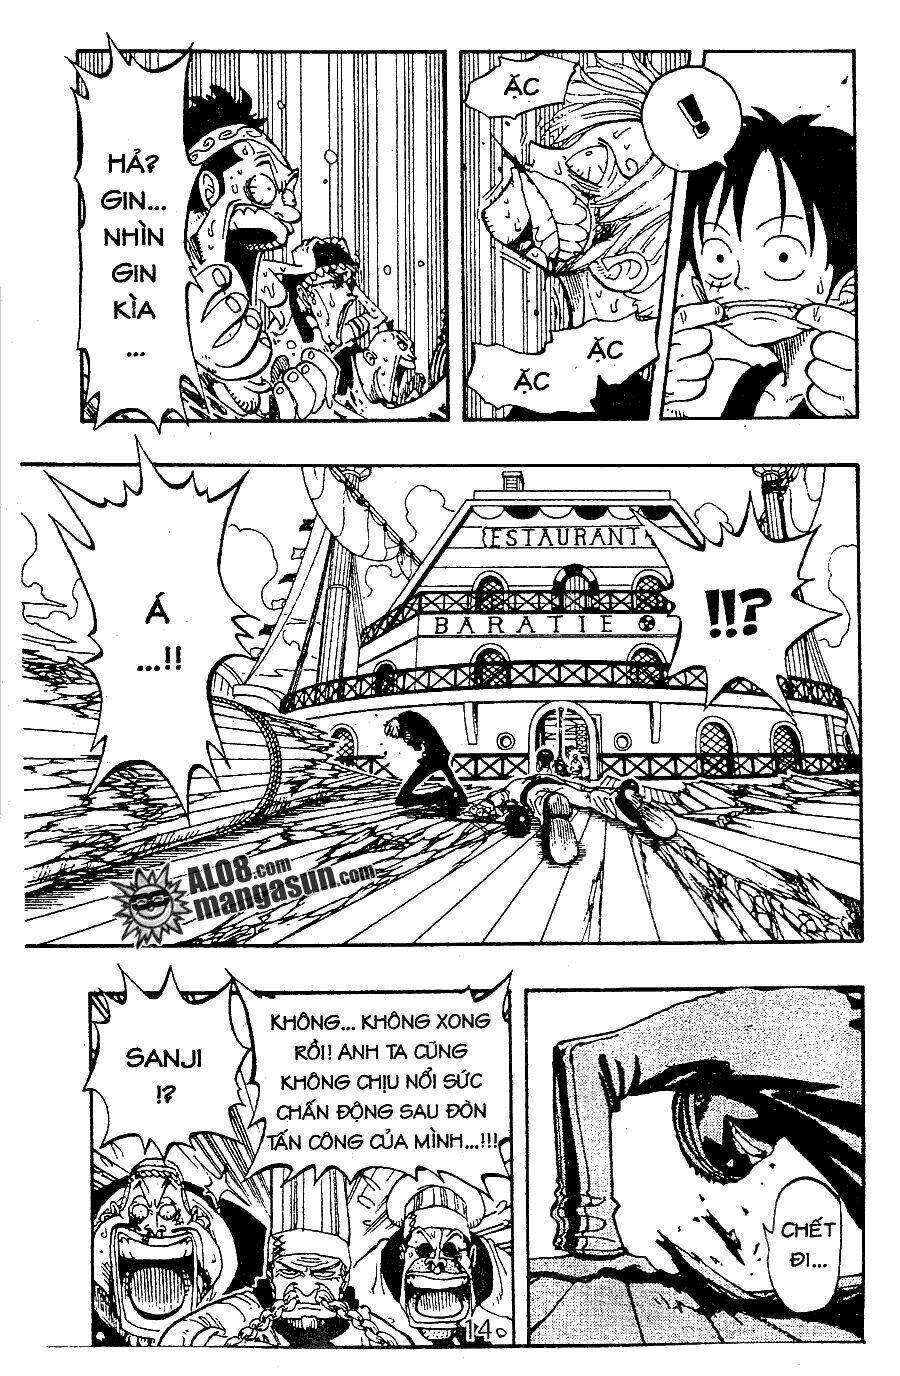 HẢ?
GIN...
NHÌN
GIN
KÌA
...
ẶC
!
ẶC
ẶC
Á
...!!
ESTAURANT
BARATIE
!!?
AL08.com
mangasun.com
SANJI
!?
KHÔNG... KHÔNG XONG
RỒI! ANH TA CŨNG
KHÔNG CHỊU NỔI SỨC
CHẤN ĐỘNG SAU ĐÒN
TẤN CÔNG CỦA MÌNH...!!!
CHẾT
ĐI...
14